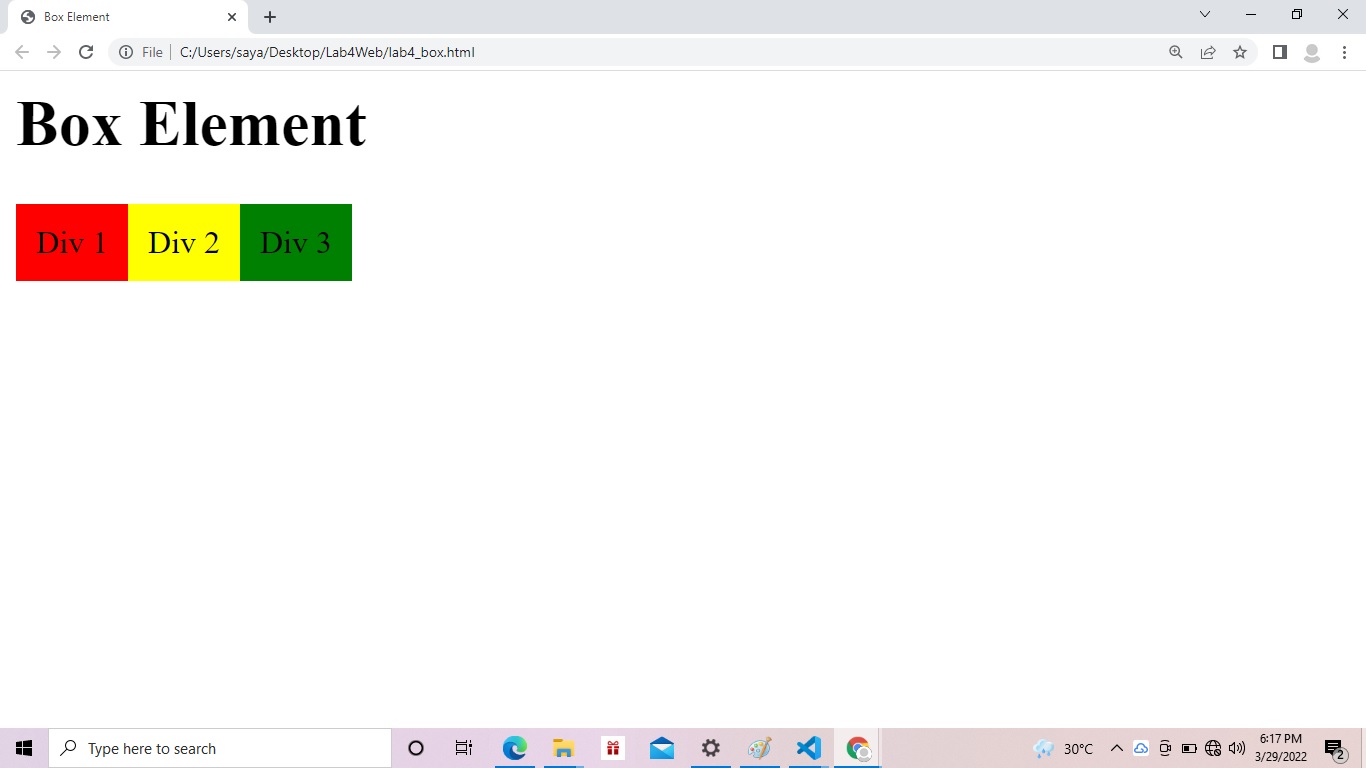 Box Element
File C:/Users/saya/Desktop/Lab4Web/lab4_box.html
Box Element
Div 1 Div 2 Div 3
Type here to search 30°C 6:17 PM
3/29/2022 2